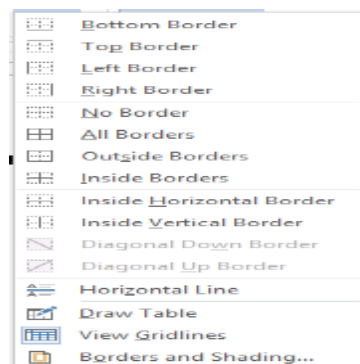 Bottom Border
Top Border
Left Border
Right Border
No Border
All Borders
Outside Borders
Inside Borders
Inside Horizontal Border
Inside Vertical Border
Diagonal Down Border
Diagonal Up Border
Horizontal Line
Draw Table
View Gridlines
Borders and Shading...